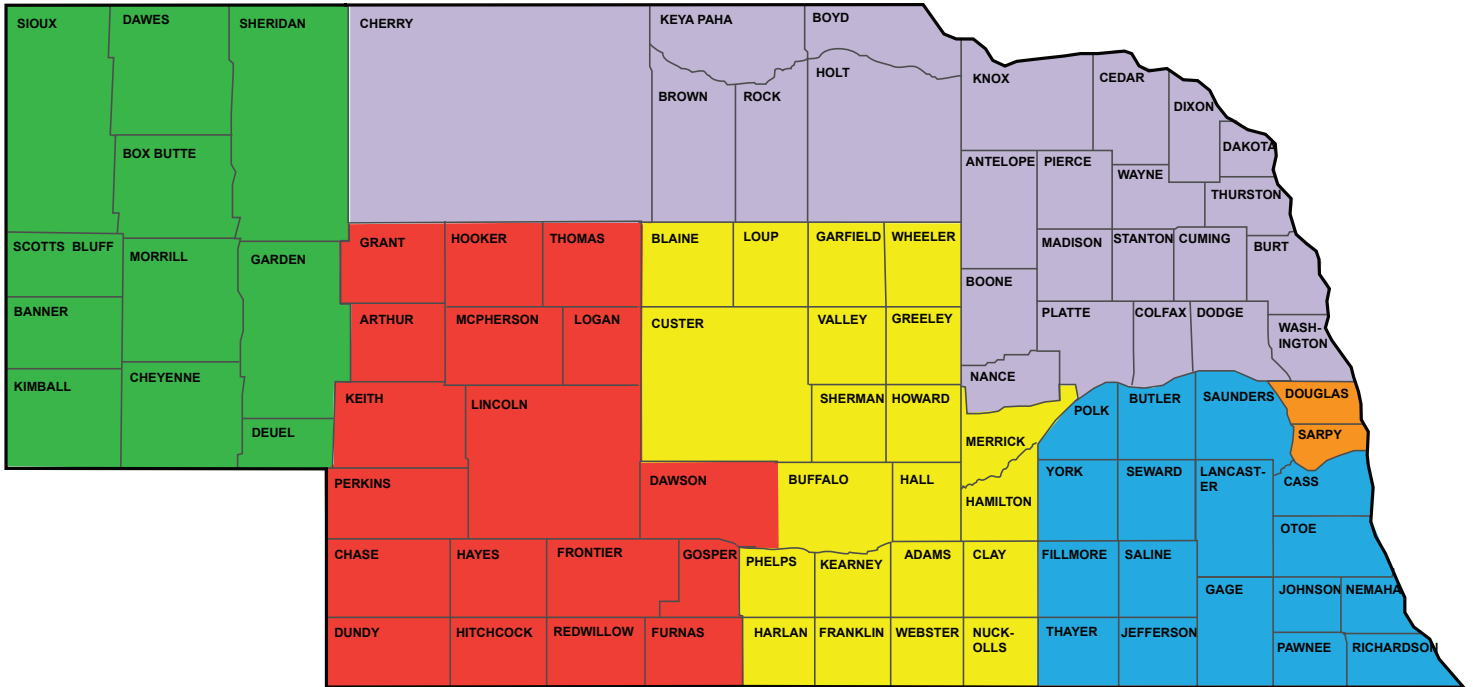 SIOUX
DAWES
SHERIDAN
CHERRY
KEYA PAHA
BOYD
HOLT
KNOX
CEDAR
DIXON
BROWN
ROCK
DAKOTA
BOX BUTTE
ANTELOPE
PIERCE
WAYNE
THURSTON
SCOTTS BLUFF
MORRILL
GARDEN
GRANT
HOOKER
THOMAS
BLAINE
LOUP
GARFIELD
WHEELER
MADISON
STANTON
CUMING
BURT
BOONE
BANNER
ARTHUR
MCPHERSON
LOGAN
CUSTER
VALLEY
GREELEY
PLATTE
COLFAX
DODGE
WASH-
INGTON
KIMBALL
CHEYENNE
NANCE
KEITH
LINCOLN
SHERMAN
HOWARD
POLK
BUTLER
SAUNDERS
DOUGLAS
DEUEL
MERRICK
SARPY
PERKINS
DAWSON
BUFFALO
HALL
HAMILTON
YORK
SEWARD
LANCAST-
ER
CASS
OTOE
CHASE
HAYES
FRONTIER
GOSPER
PHELPS
KEARNEY
ADAMS
CLAY
FILLMORE
SALINE
GAGE
JOHNSON
NEMAHA
DUNDY
HITCHCOCK
REDWILLOW
FURNAS
HARLAN
FRANKLIN
WEBSTER
NUCK-
OLLS
THAYER
JEFFERSON
PAWNEE
RICHARDSON